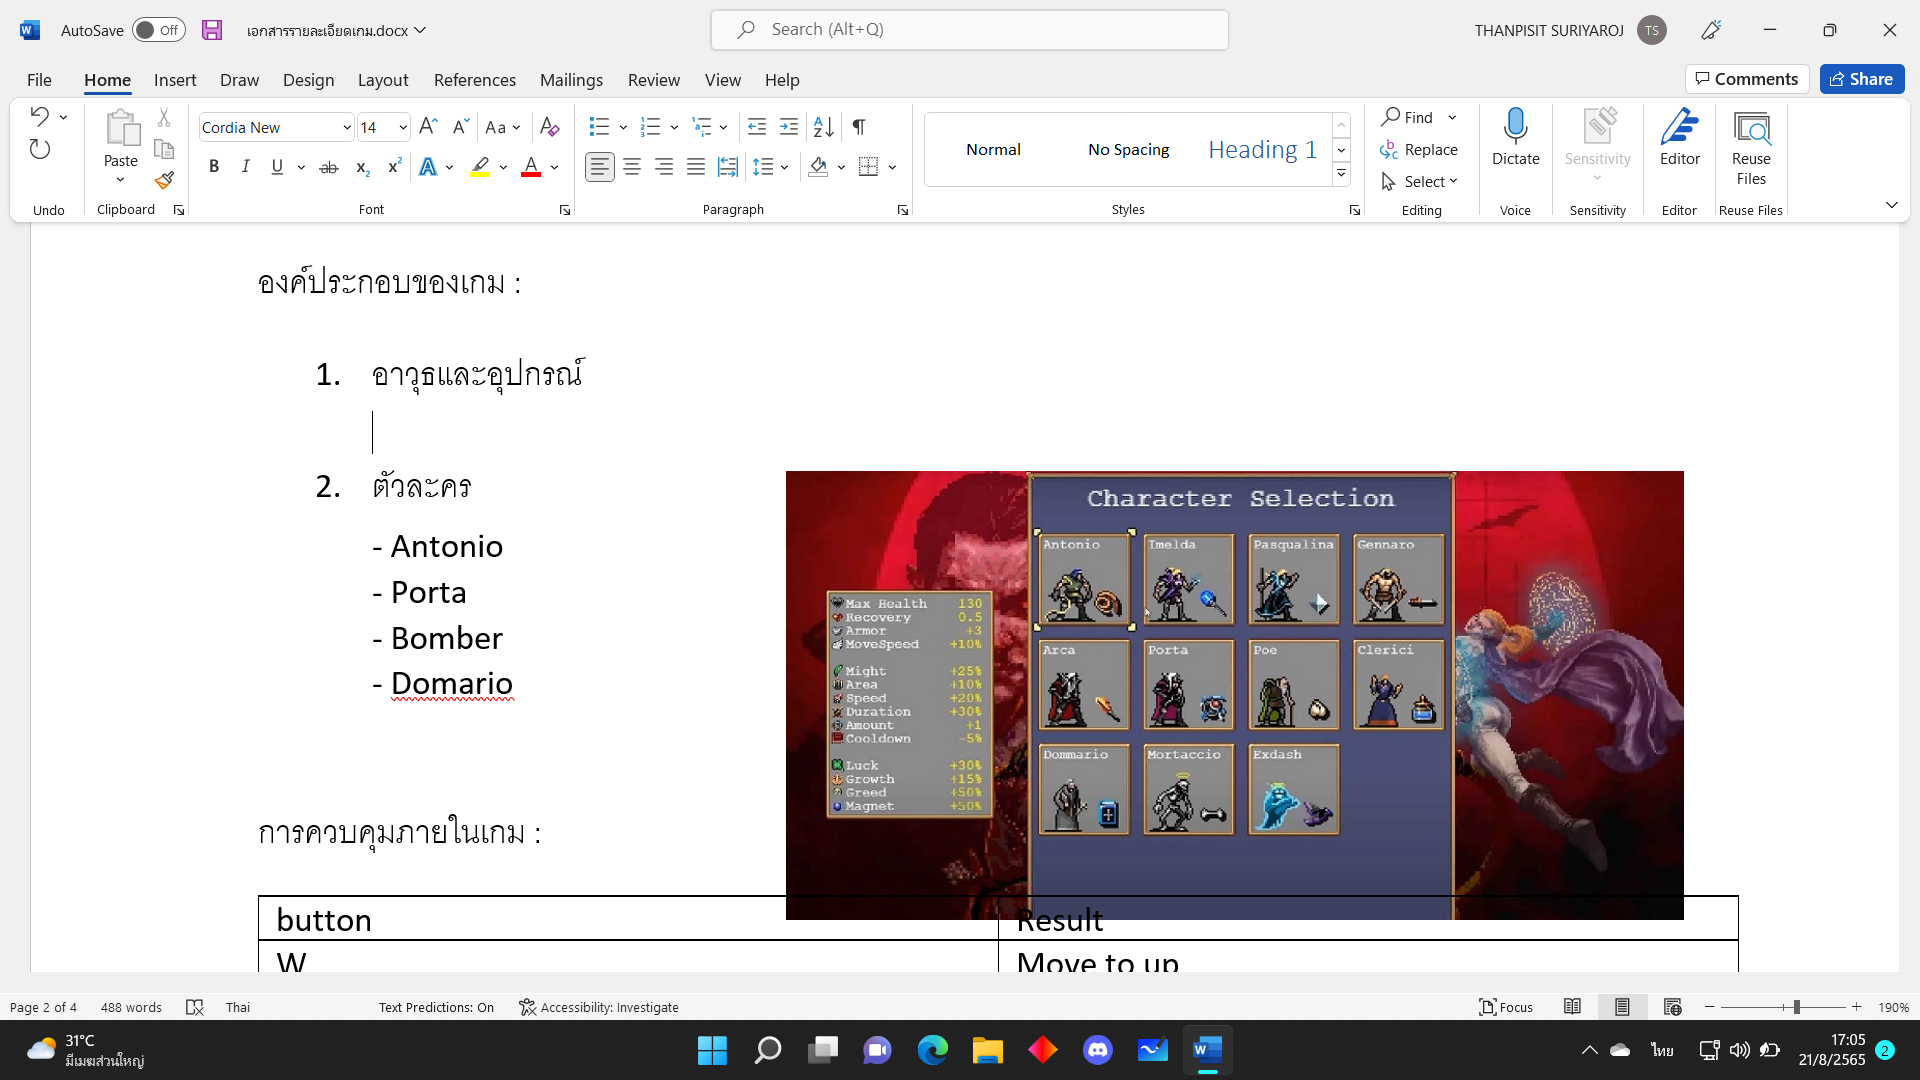 AutoSave Off เอกสารรายละเอียดเกม.docx Search (Alt+Q) THANPISIT SURIYAROJ TS
File Home Insert Draw Design Layout References Mailings Review View Help Comments Share
Cordia New 14 Aa Find
Paste Normal No Spacing Heading 1 Replace Dictate Sensitivity Editor Reuse Files
B I U ab x2 x2 A A Select
Undo Clipboard Font Paragraph Styles Editing Voice Sensitivity Editor Reuse Files
องค์ประกอบของเกม :
1. อาวุธและอุปกรณ์
2. ตัวละคร
- Antonio
- Porta
- Bomber
- Domario
Character Selection
Antonio Imelda Pasqualina Gennaro
Arca Porta Poe Clerici
Dommario Mortaccio Exdash
Max Health 130
Recovery 0.5
Armor +3
MoveSpeed +10%
Might +25%
Area +10%
Speed +20%
Duration +30%
Amount +1
Cooldown -5%
Luck +30%
Growth +15%
Greed +50%
Magnet +50%
การควบคุมภายในเกม :
button Result
W Move to up
Page 2 of 4 488 words Thai Text Predictions: On Accessibility: Investigate Focus 190%
31°C
มีเมฆส่วนใหญ่
ไทย
17:05
21/8/2565
2